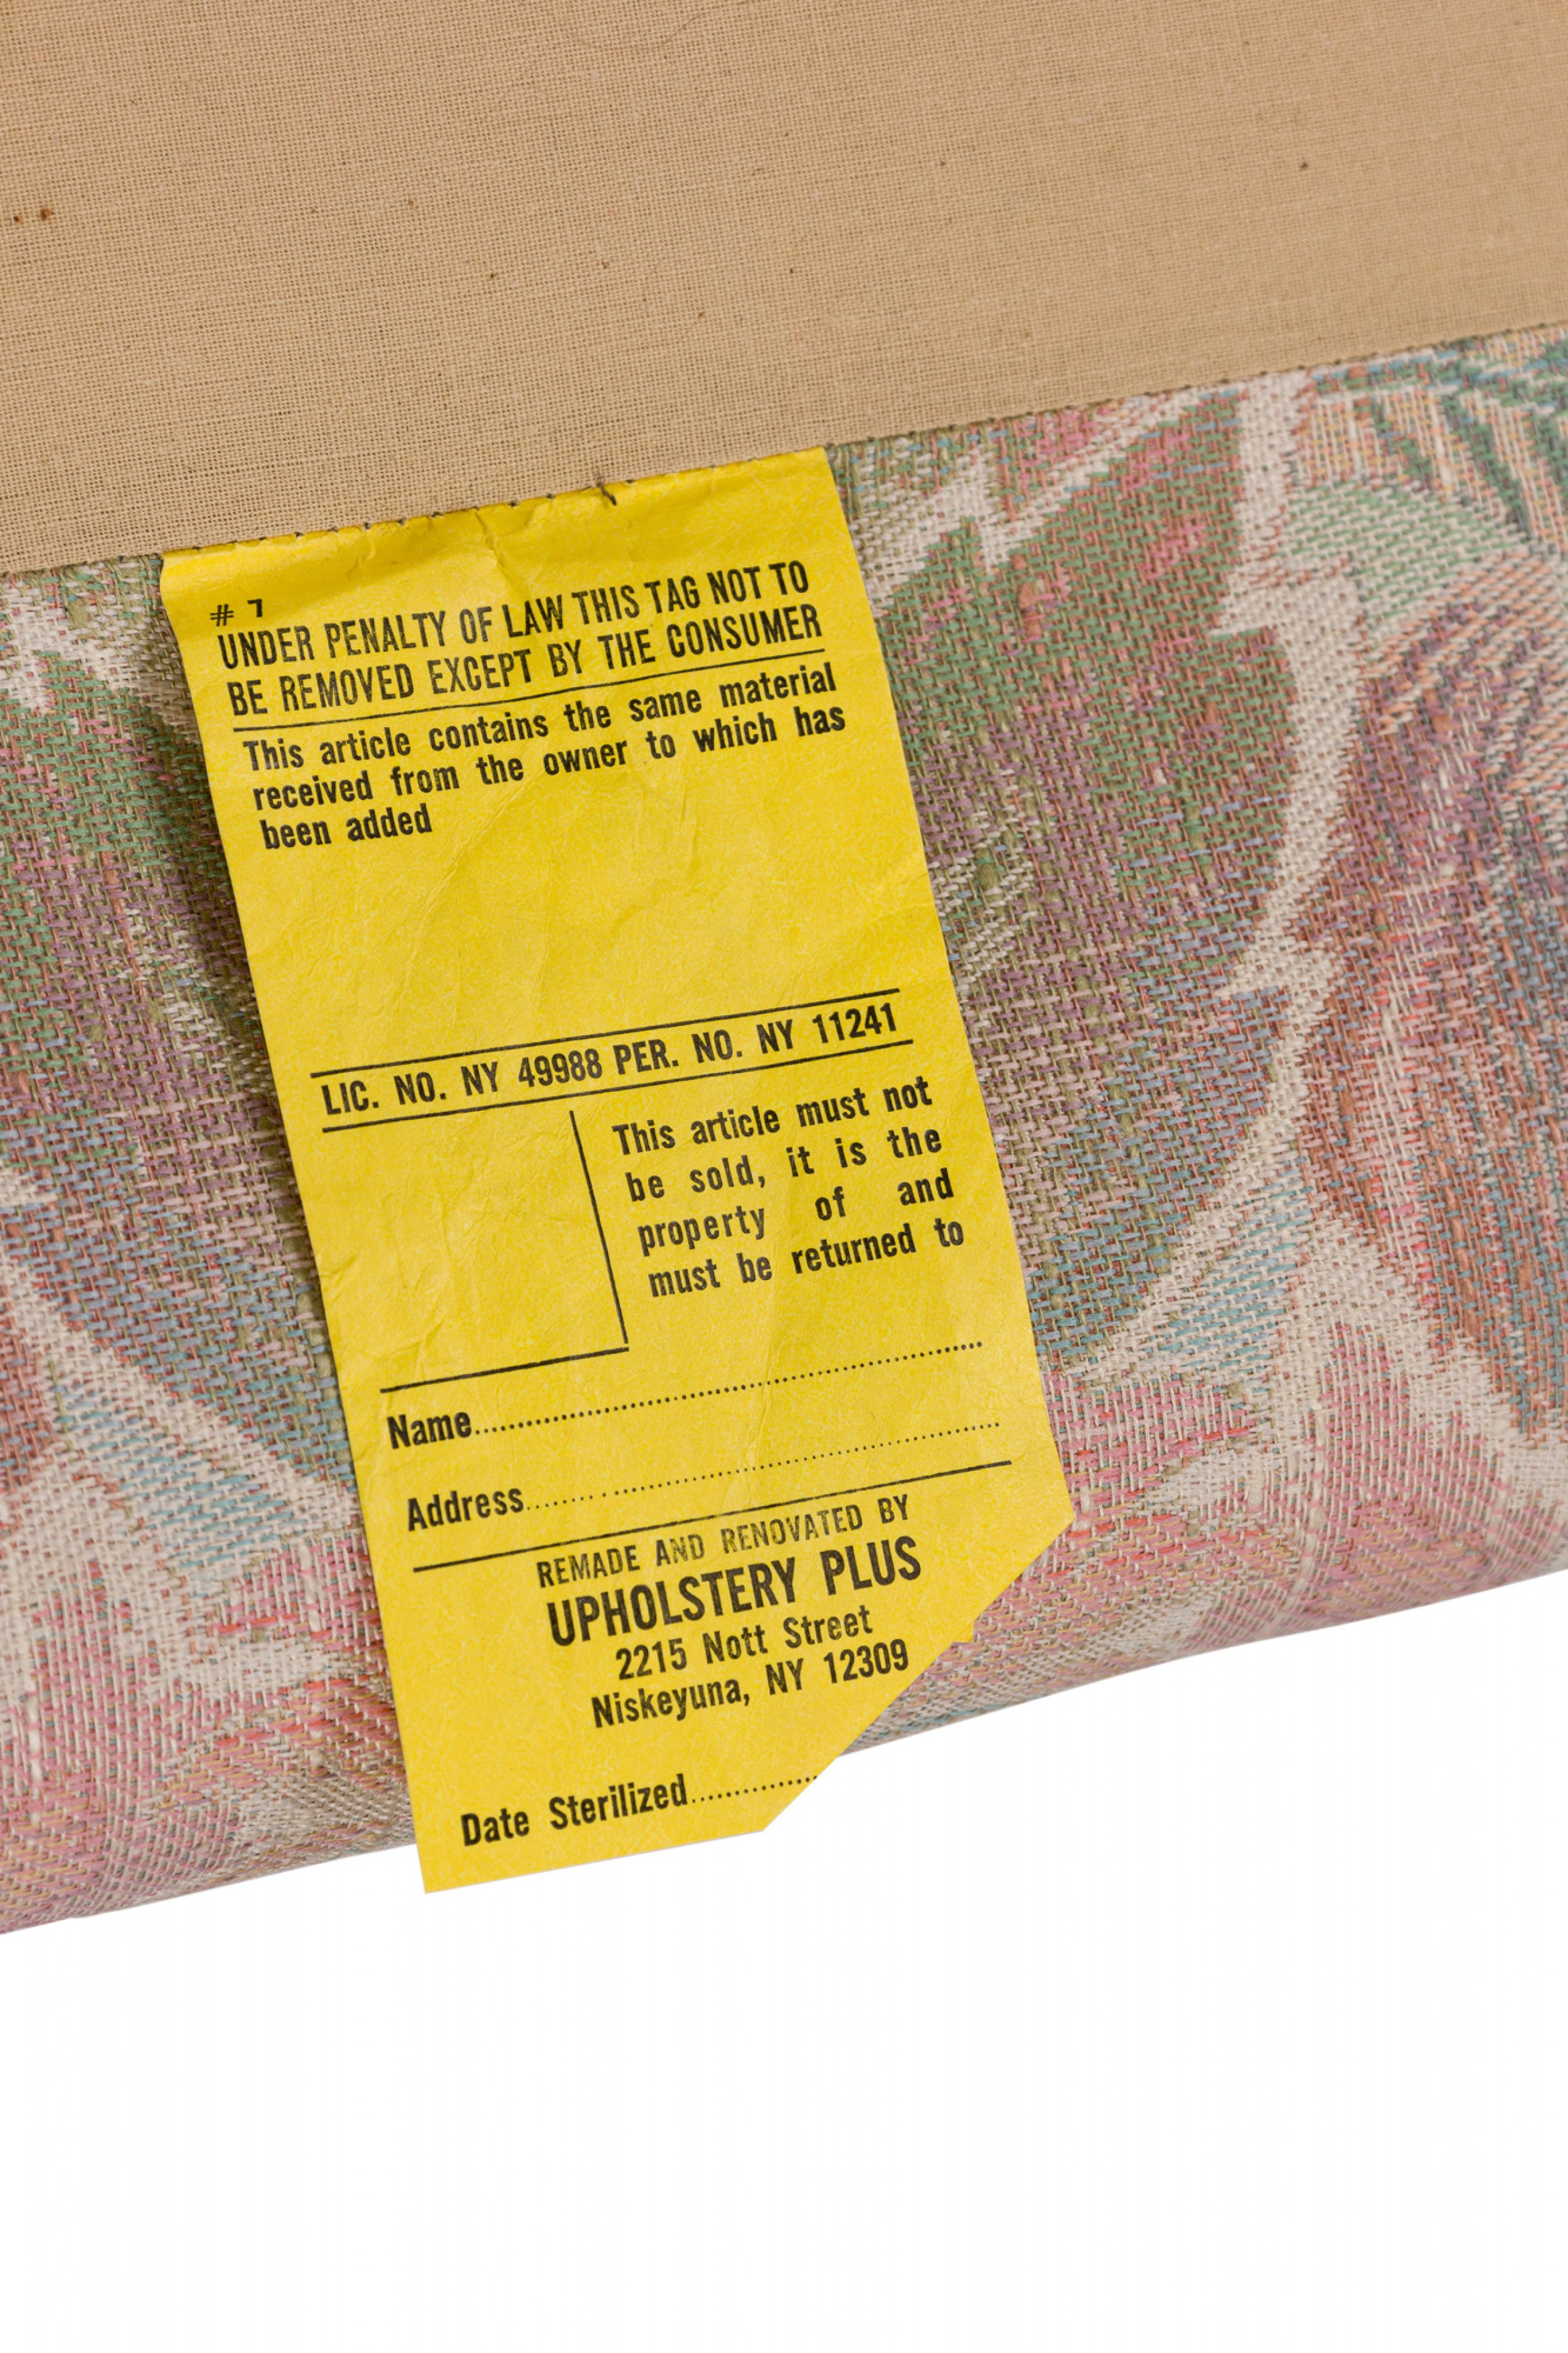 # 7
UNDER PENALTY OF LAW THIS TAG NOT TO
BE REMOVED EXCEPT BY THE CONSUMER
This article contains the same material
received from the owner to which has
been added
LIC. NO. NY 49988 PER. NO. NY 11241
This article must not
be sold, it is the
property of and
must be returned to
Name
Address
REMADE AND RENOVATED BY
UPHOLSTERY PLUS
2215 Nott Street
Niskeyuna, NY 12309
Date Sterilized